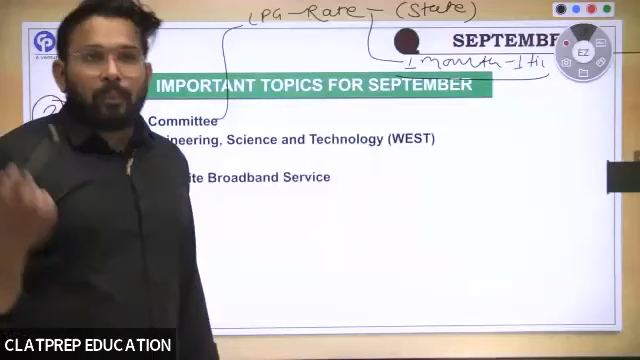 LPG-Rate - (State)
SEPTEMBE
1 month - 1 ti
IMPORTANT TOPICS FOR SEPTEMBER
Committee
ineering, Science and Technology (WEST)
ite Broadband Service
EZ
CLATPREP EDUCATION